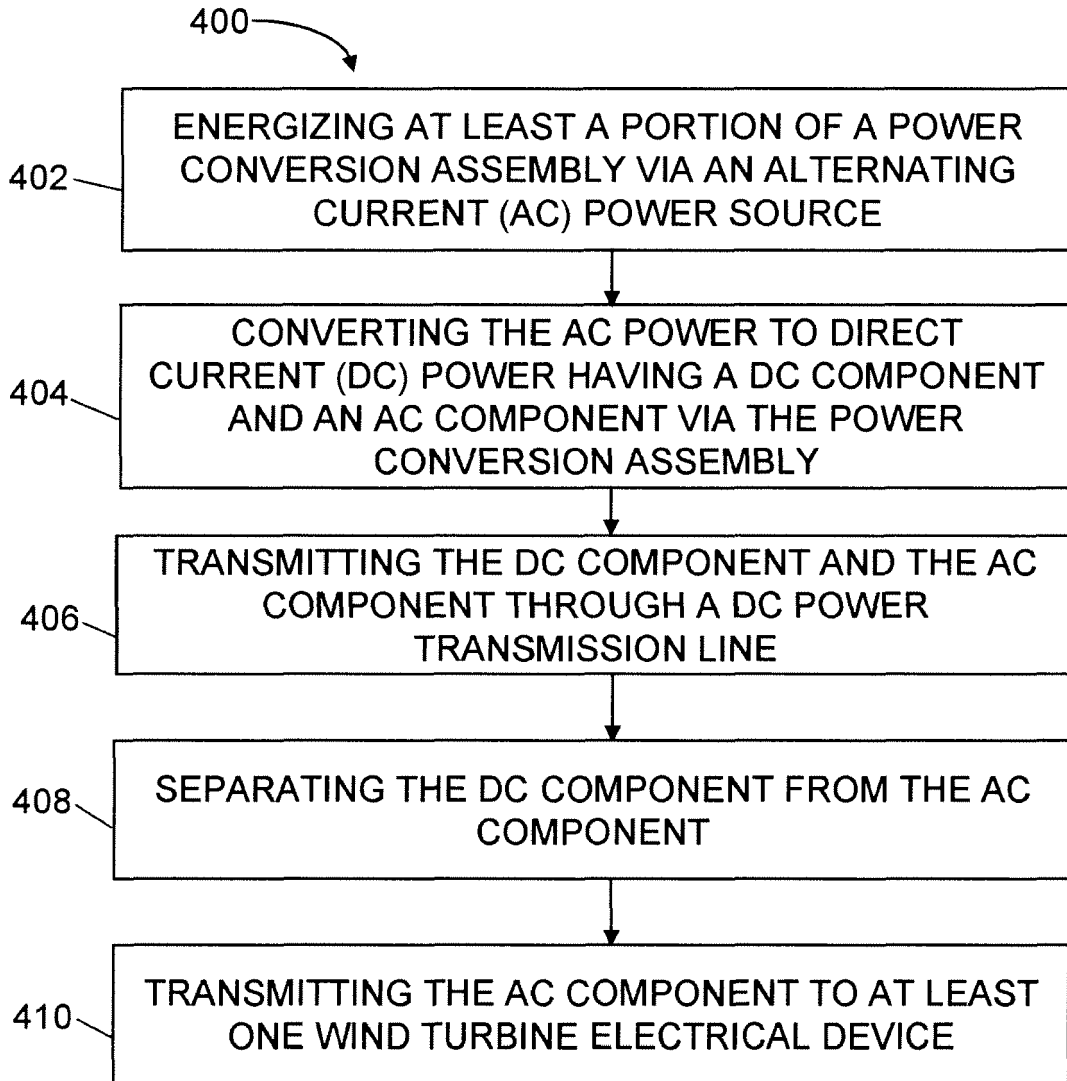 400
402
ENERGIZING AT LEAST A PORTION OF A POWER
CONVERSION ASSEMBLY VIA AN ALTERNATING
CURRENT (AC) POWER SOURCE
404
CONVERTING THE AC POWER TO DIRECT
CURRENT (DC) POWER HAVING A DC COMPONENT
AND AN AC COMPONENT VIA THE POWER
CONVERSION ASSEMBLY
406
TRANSMITTING THE DC COMPONENT AND THE AC
COMPONENT THROUGH A DC POWER
TRANSMISSION LINE
408
SEPARATING THE DC COMPONENT FROM THE AC
COMPONENT
410
TRANSMITTING THE AC COMPONENT TO AT LEAST
ONE WIND TURBINE ELECTRICAL DEVICE